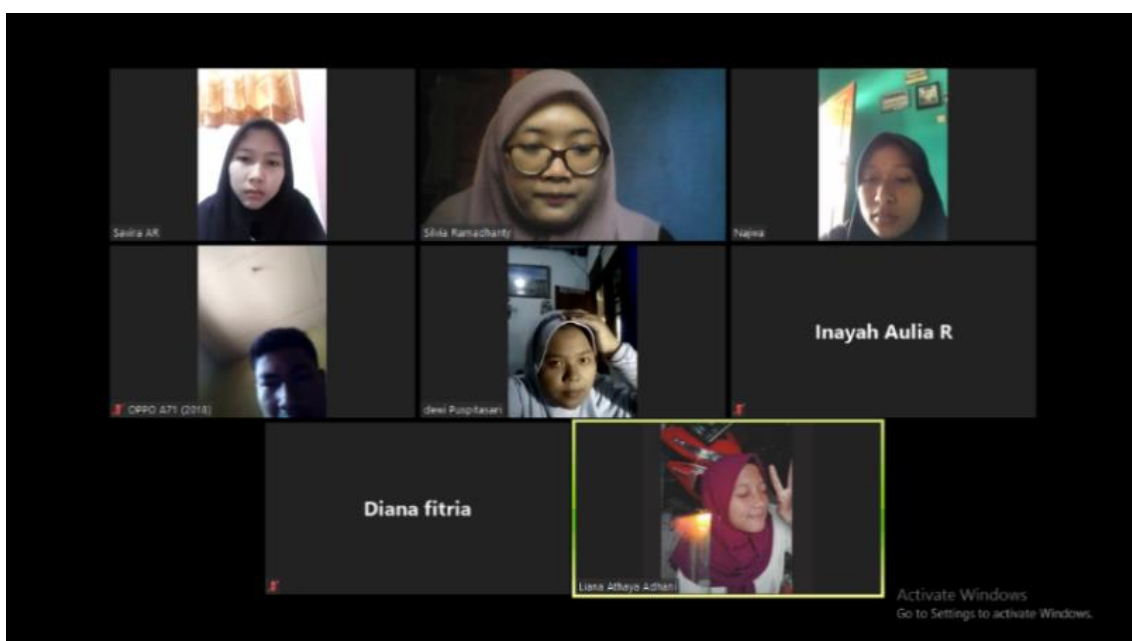 Savira AR
Silvia Ramadhanty
Najwa
OPPO A71 (2018)
dewi Puspitasari
Inayah Aulia R
Diana fitria
Liana Athaya Adhani
Activate Windows
Go to Settings to activate Windows.